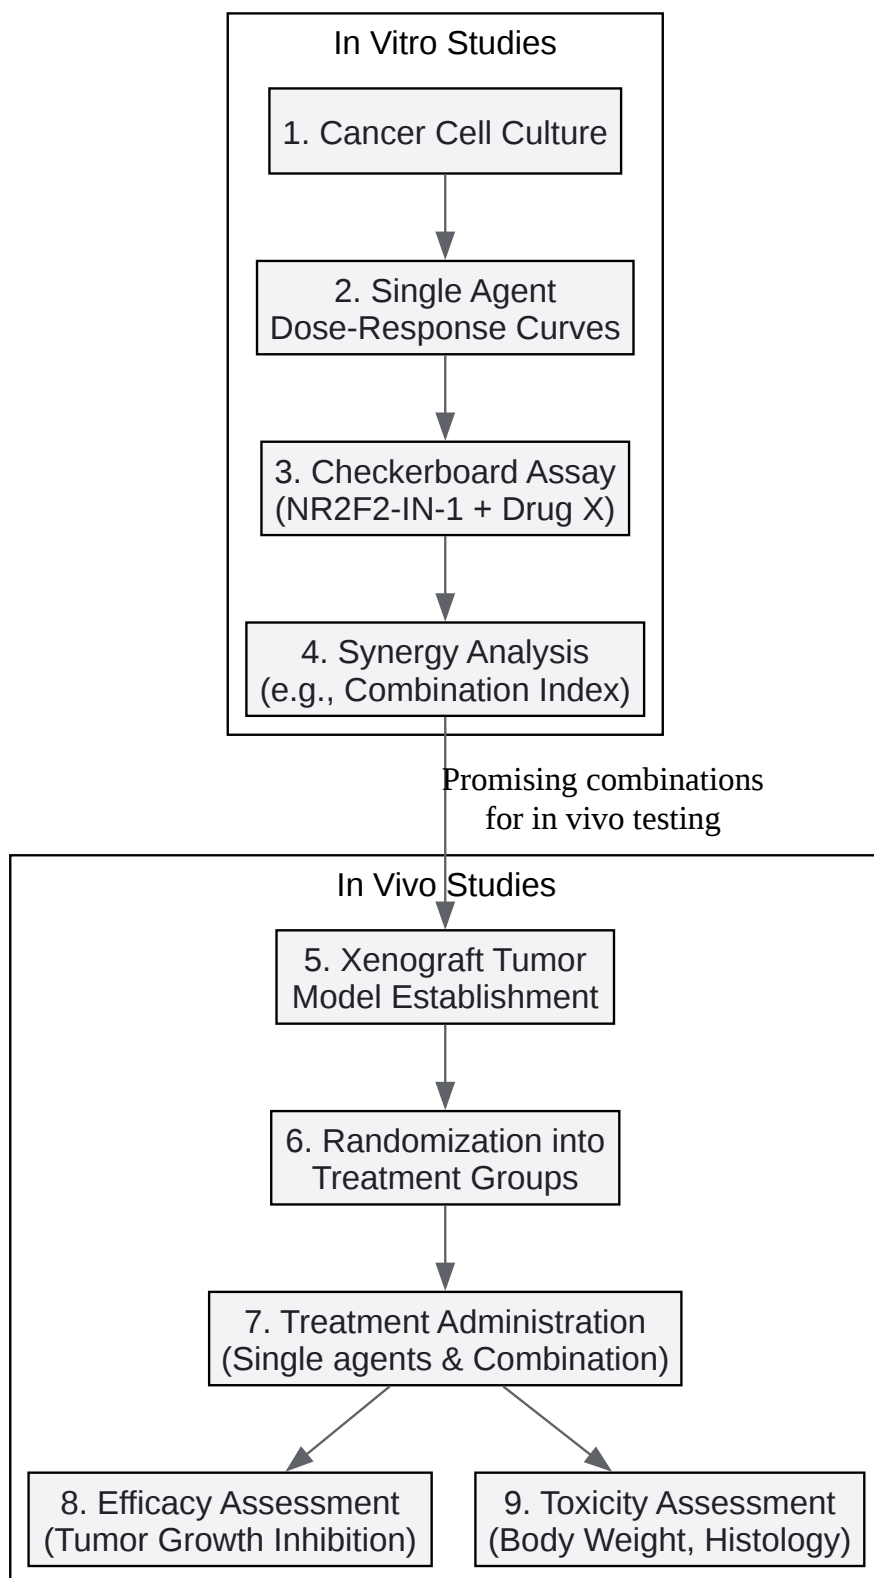 In Vitro Studies
1. Cancer Cell Culture
2. Single Agent
Dose-Response Curves
3. Checkerboard Assay
(NR2F2-IN-1 + Drug X)
4. Synergy Analysis
(e.g., Combination Index)
Promising combinations
for in vivo testing
In Vivo Studies
5. Xenograft Tumor
Model Establishment
6. Randomization into
Treatment Groups
7. Treatment Administration
(Single agents & Combination)
8. Efficacy Assessment
(Tumor Growth Inhibition)
9. Toxicity Assessment
(Body Weight, Histology)